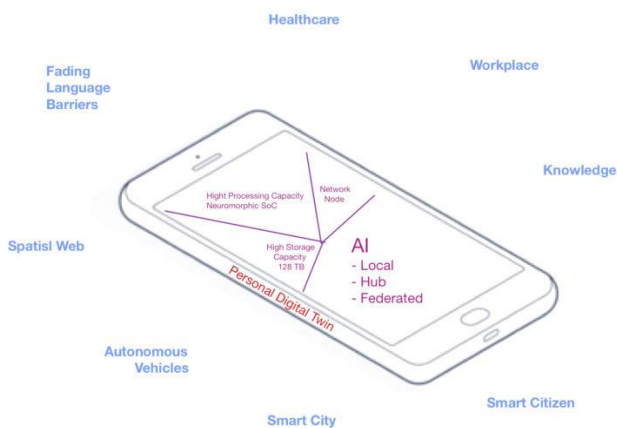 Healthcare
Workplace
Fading
Language
Barriers
Knowledge
Hight Processing Capacity
Neuromorphic SoC
Network
Node
Spatisl Web
High Storage
Capacity
128 TB
AI
- Local
- Hub
- Federated
Personal Digital Twin
Autonomous
Vehicles
Smart Citizen
Smart City